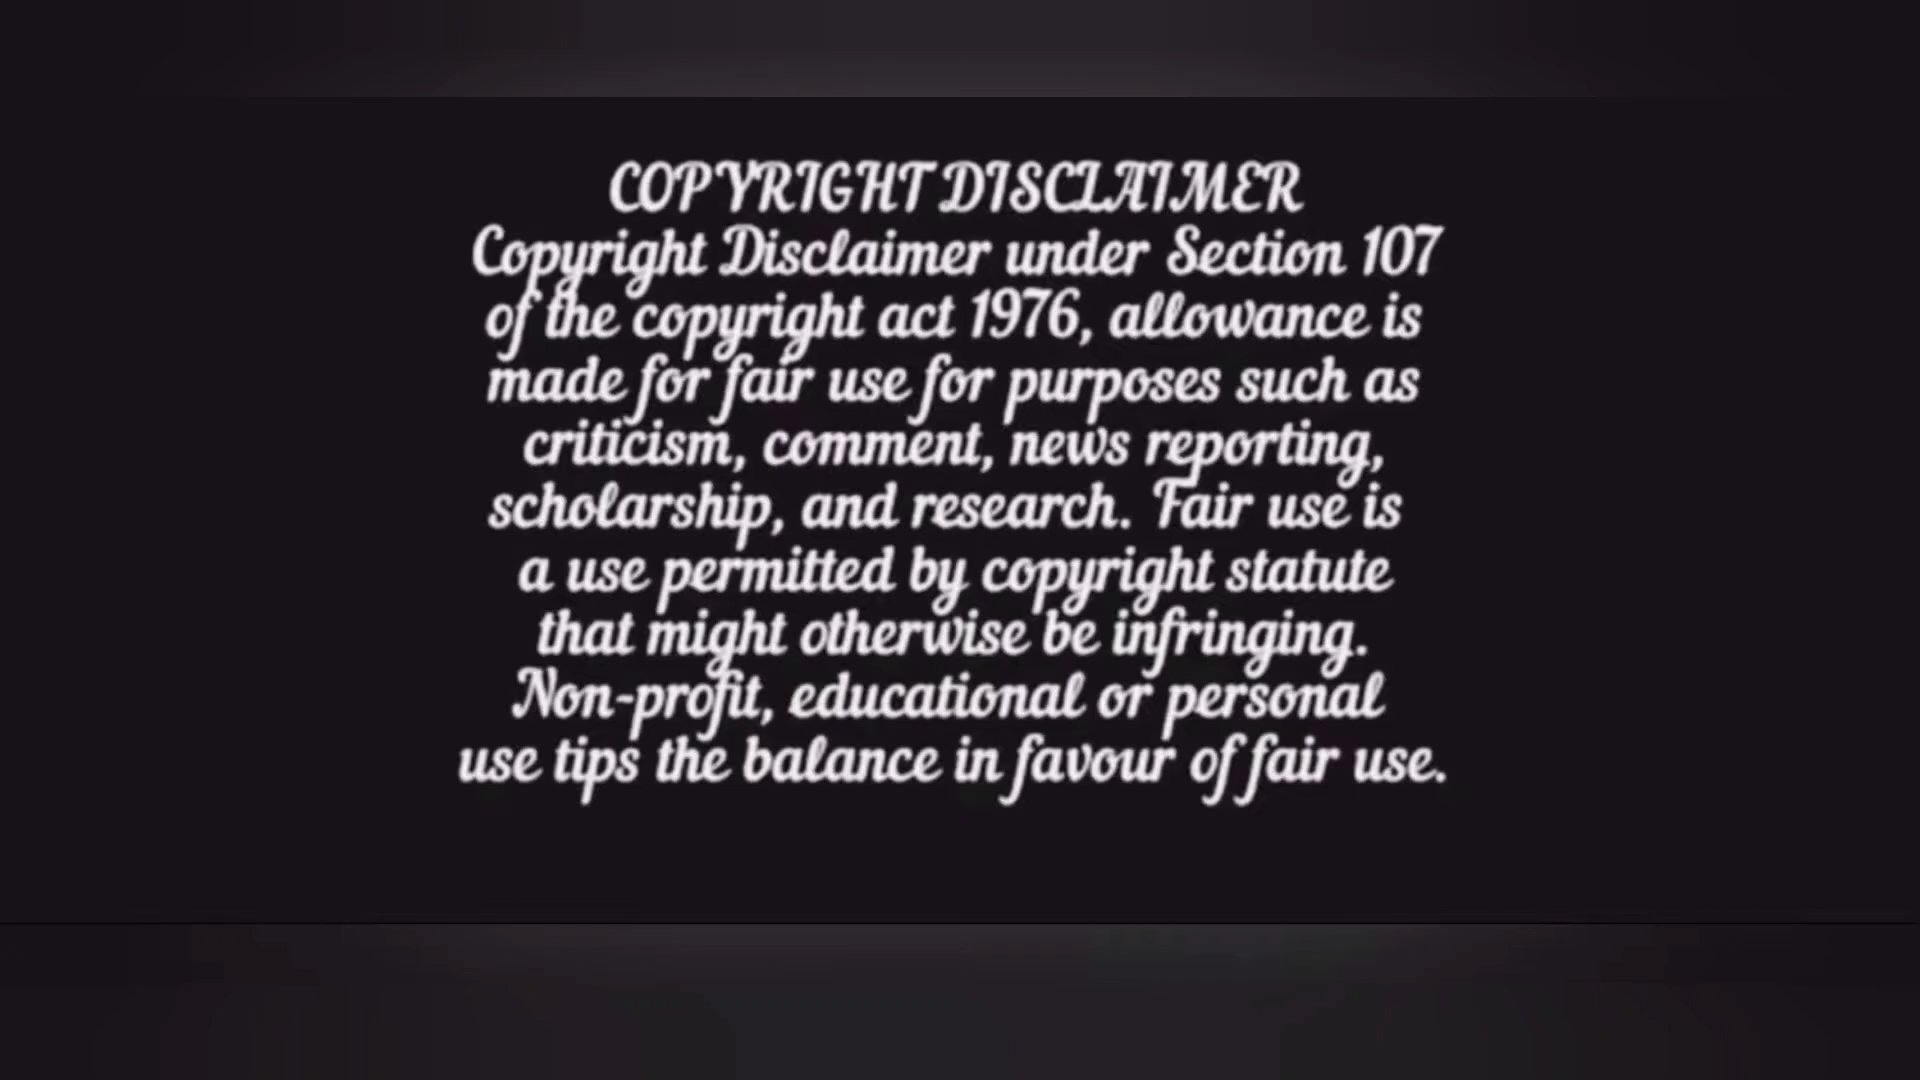 COPYRIGHT DISCLAIMER
Copyright Disclaimer under Section 107
of the copyright act 1976, allowance is
made for fair use for purposes such as
criticism, comment, news reporting,
scholarship, and research. Fair use is
a use permitted by copyright statute
that might otherwise be infringing.
Non-profit, educational or personal
use tips the balance in favour of fair use.